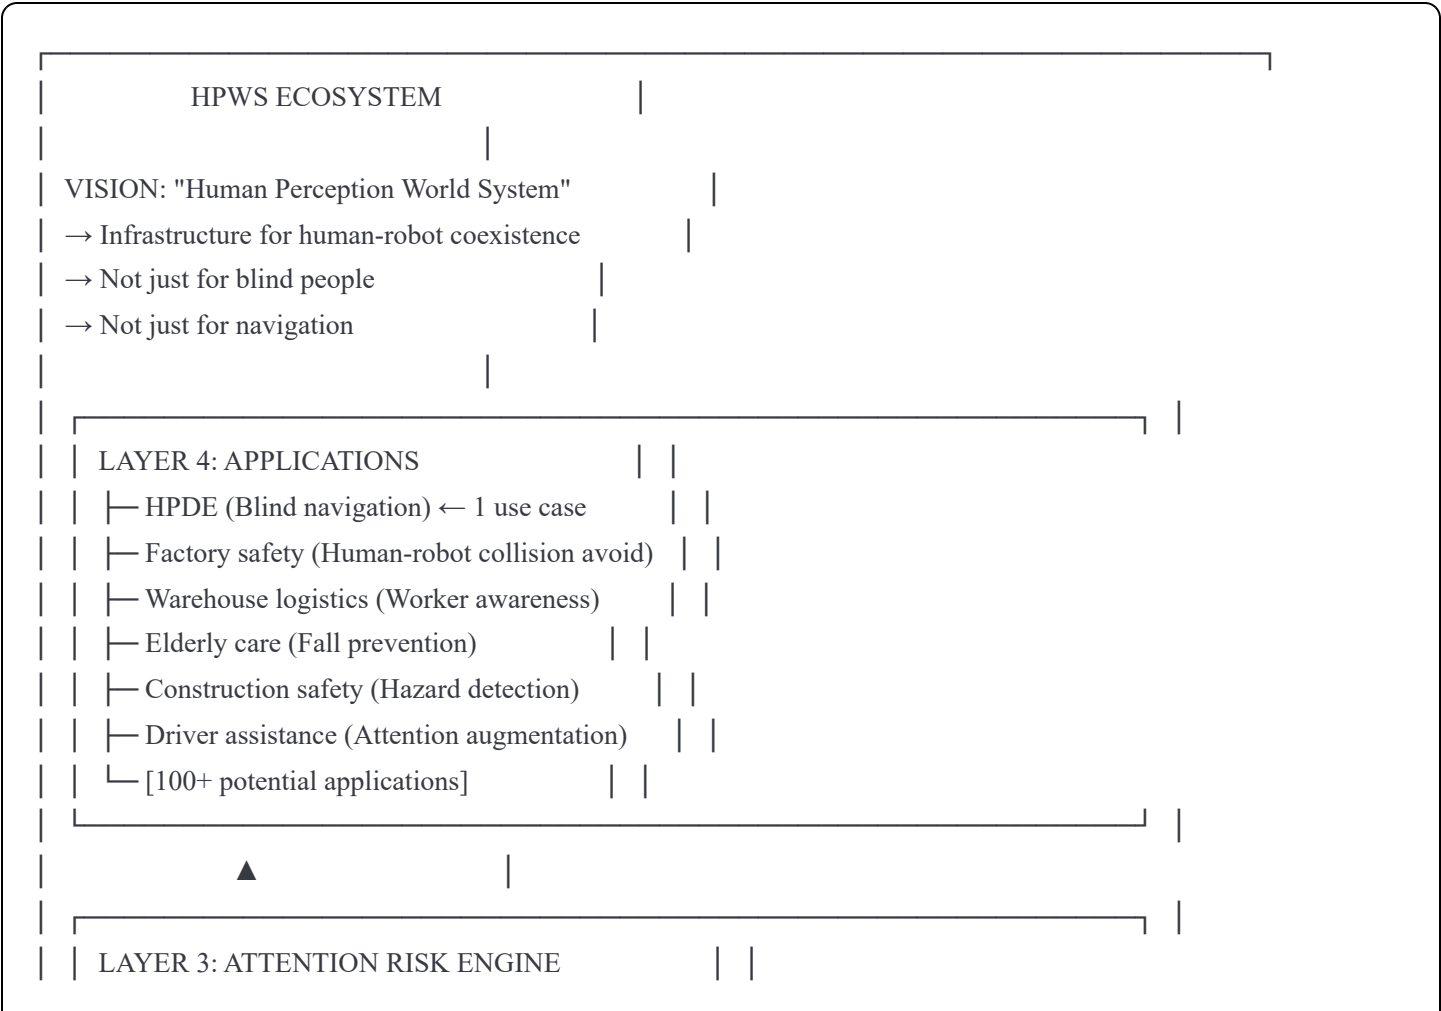 HPWS ECOSYSTEM
VISION: "Human Perception World System"
→ Infrastructure for human-robot coexistence
→ Not just for blind people
→ Not just for navigation
LAYER 4: APPLICATIONS
├─ HPDE (Blind navigation) ← 1 use case
├─ Factory safety (Human-robot collision avoid)
├─ Warehouse logistics (Worker awareness)
├─ Elderly care (Fall prevention)
├─ Construction safety (Hazard detection)
├─ Driver assistance (Attention augmentation)
└─ [100+ potential applications]
▲
LAYER 3: ATTENTION RISK ENGINE